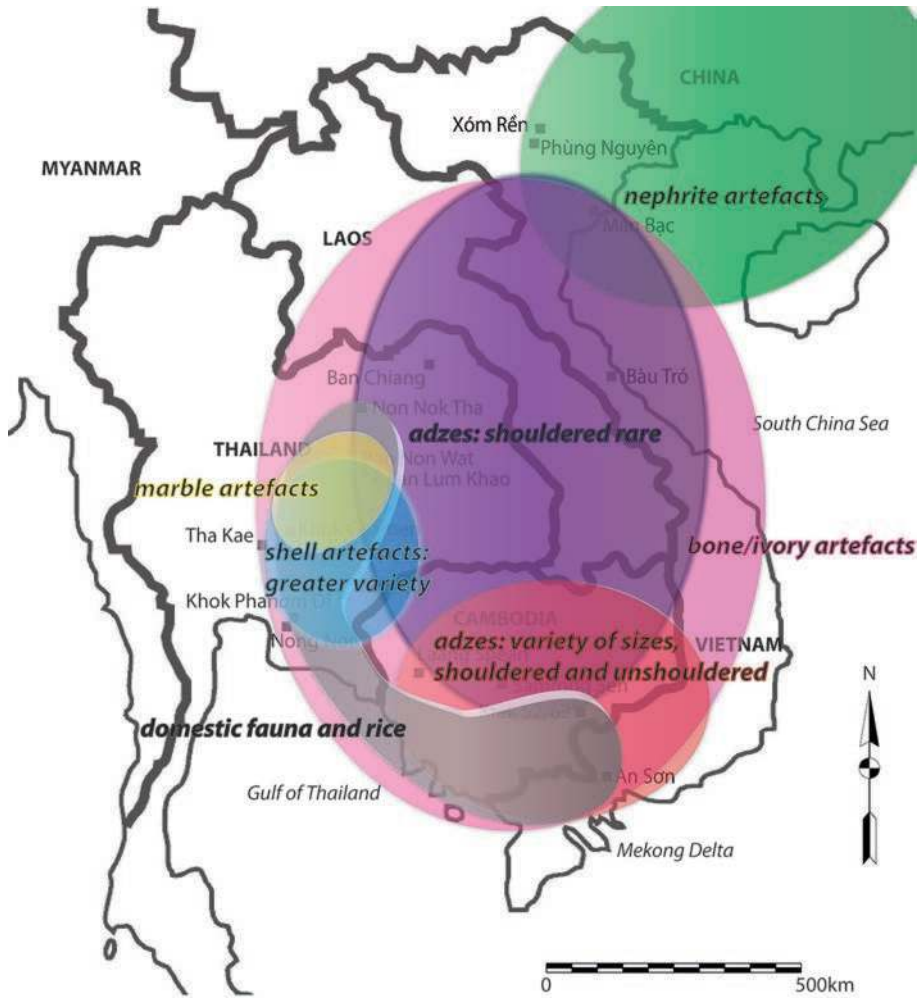 CHINA
Xóm Rền
Phùng Nguyên
MYANMAR
nephrite artefacts
Bạc
LAOS
Ban Chiang
Bàu Tró
Non Nok Tha
South China Sea
adzes: shouldered rare
THAILAND
Non Wat
Lum Khao
marble artefacts
Tha Kae
bone/ivory artefacts
shell artefacts:
greater variety
Khok Phanom
CAMBODIA
Nong
adzes: variety of sizes,
VIETNAM
shouldered and unshouldered
N
domestic fauna and rice
An Sơn
Gulf of Thailand
Mekong Delta
0 500km